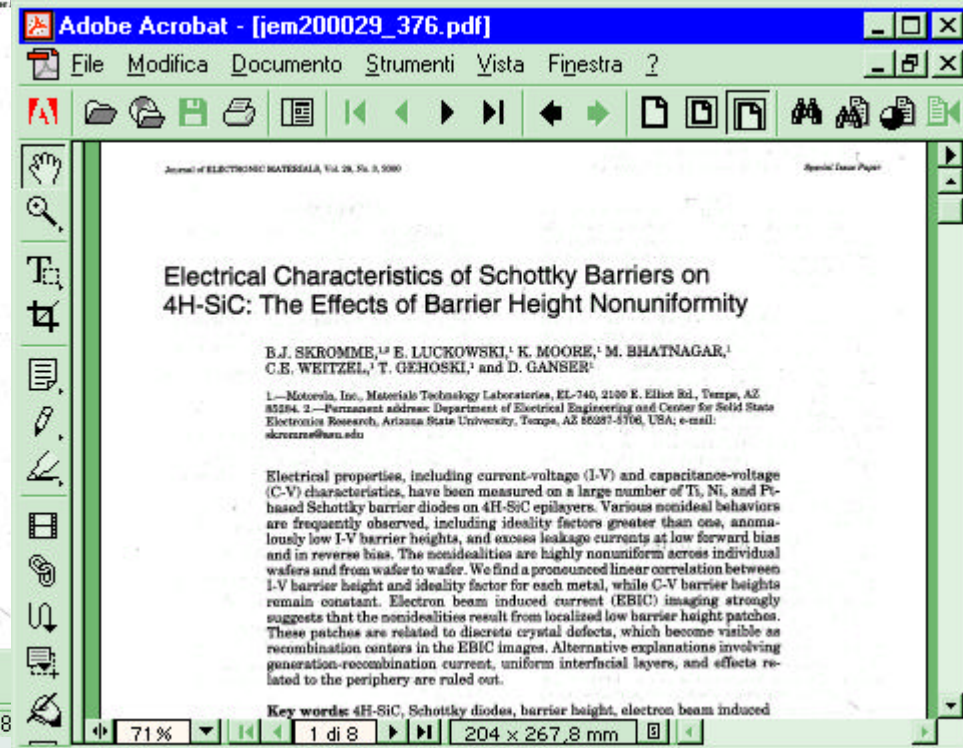 Adobe Acrobat - [jem200029_376.pdf]
File Modifica Documento Strumenti Vista Finestra ?
Journal of ELECTRONIC MATERIALS, Vol. 29, No. 3, 2000
Special Issue Paper
Electrical Characteristics of Schottky Barriers on
4H-SiC: The Effects of Barrier Height Nonuniformity
B.J. SKROMME,¹,² E. LUCKOWSKI,¹ K. MOORE,¹ M. BHATNAGAR,¹
C.E. WEITZEL,¹ T. GEHOSKI,¹ and D. GANSER¹
1.—Motorola, Inc., Materials Technology Laboratories, EL-740, 2100 E. Elliot Rd., Tempe, AZ
85284. 2.—Permanent address: Department of Electrical Engineering and Center for Solid State
Electronics Research, Arizona State University, Tempe, AZ 85287-5706, USA; e-mail:
skromme@asu.edu
Electrical properties, including current-voltage (I-V) and capacitance-voltage
(C-V) characteristics, have been measured on a large number of Ti, Ni, and Pt-
based Schottky barrier diodes on 4H-SiC epilayers. Various nonideal behaviors
are frequently observed, including ideality factors greater than one, anoma-
lously low I-V barrier heights, and excess leakage currents at low forward bias
and in reverse bias. The nonidealities are highly nonuniform across individual
wafers and from wafer to wafer. We find a pronounced linear correlation between
I-V barrier height and ideality factor for each metal, while C-V barrier heights
remain constant. Electron beam induced current (EBIC) imaging strongly
suggests that the nonidealities result from localized low barrier height patches.
These patches are related to discrete crystal defects, which become visible as
recombination centers in the EBIC images. Alternative explanations involving
generation-recombination current, uniform interfacial layers, and effects re-
lated to the periphery are ruled out.
Key words: 4H-SiC, Schottky diodes, barrier height, electron beam induced
8
71% 1 di 8 204 x 267,8 mm